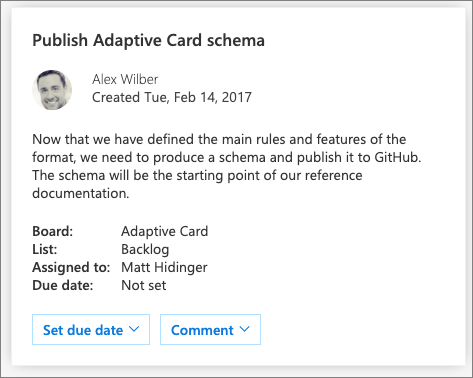 Publish Adaptive Card schema
Alex Wilber
Created Tue, Feb 14, 2017
Now that we have defined the main rules and features of the
format, we need to produce a schema and publish it to GitHub.
The schema will be the starting point of our reference
documentation.
Board: Adaptive Card
List: Backlog
Assigned to: Matt Hidinger
Due date: Not set
Set due date Comment